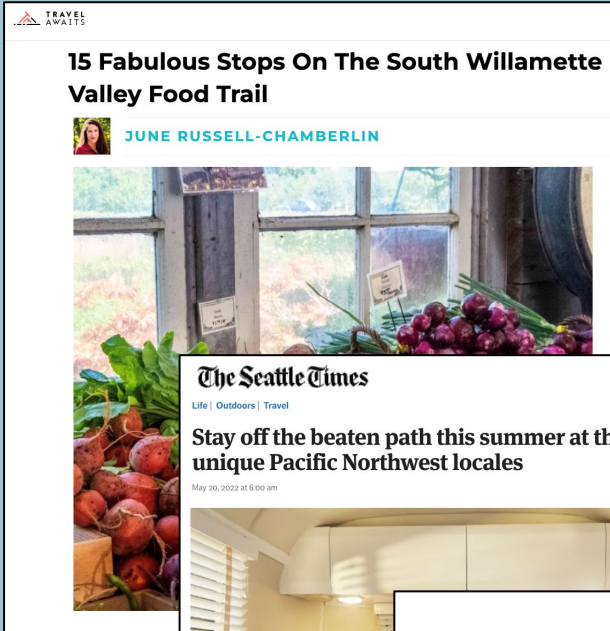 TRAVEL
AWAITS
15 Fabulous Stops On The South Willamette
Valley Food Trail
JUNE RUSSELL-CHAMBERLIN
The Seattle Times
Life | Outdoors | Travel
Stay off the beaten path this summer at th
unique Pacific Northwest locales
May 20, 2022 at 6:00 am